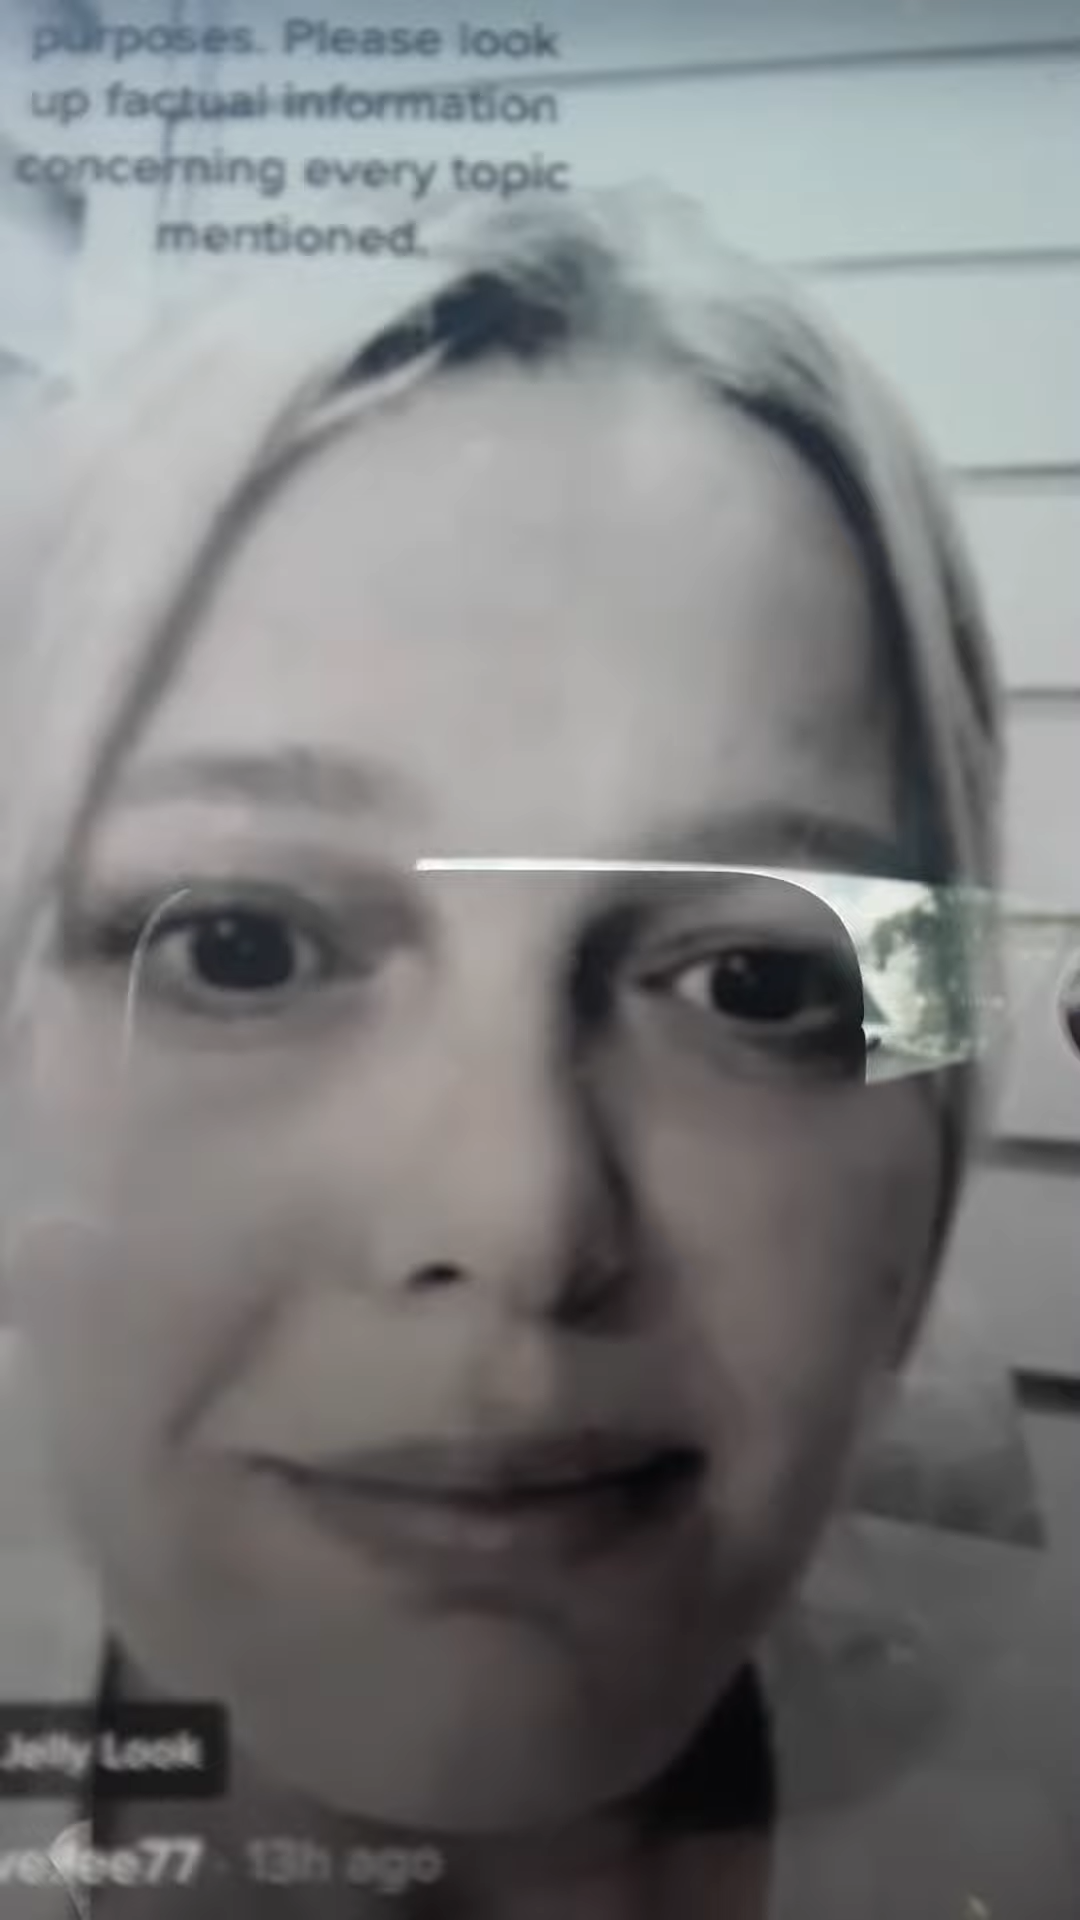 purposes. Please look
up factual information
concerning every topic
mentioned.
Jelly Look
13h ago